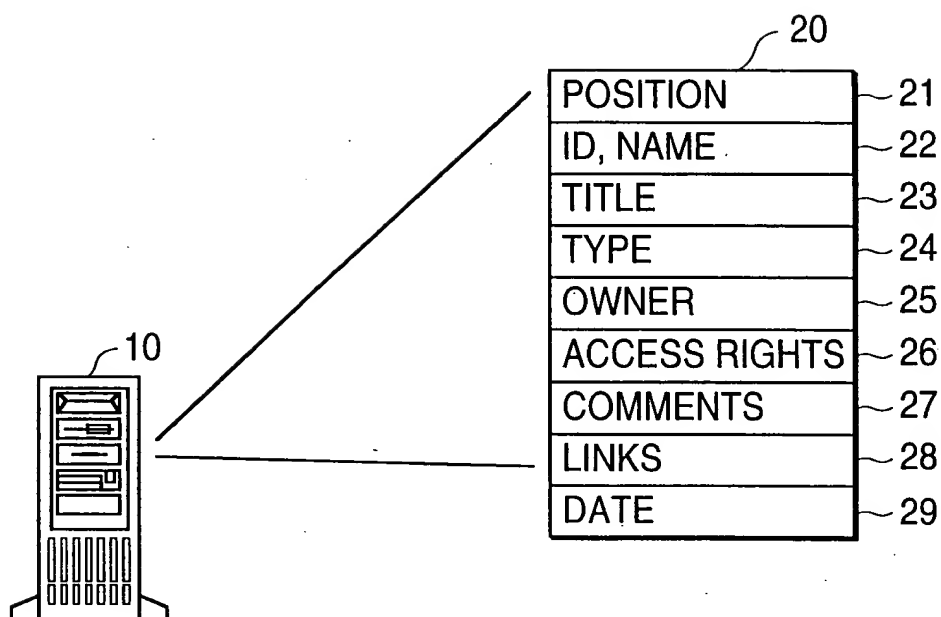 20
POSITION 21
ID, NAME 22
TITLE 23
TYPE 24
OWNER 25
ACCESS RIGHTS 26
10
COMMENTS 27
LINKS 28
DATE 29